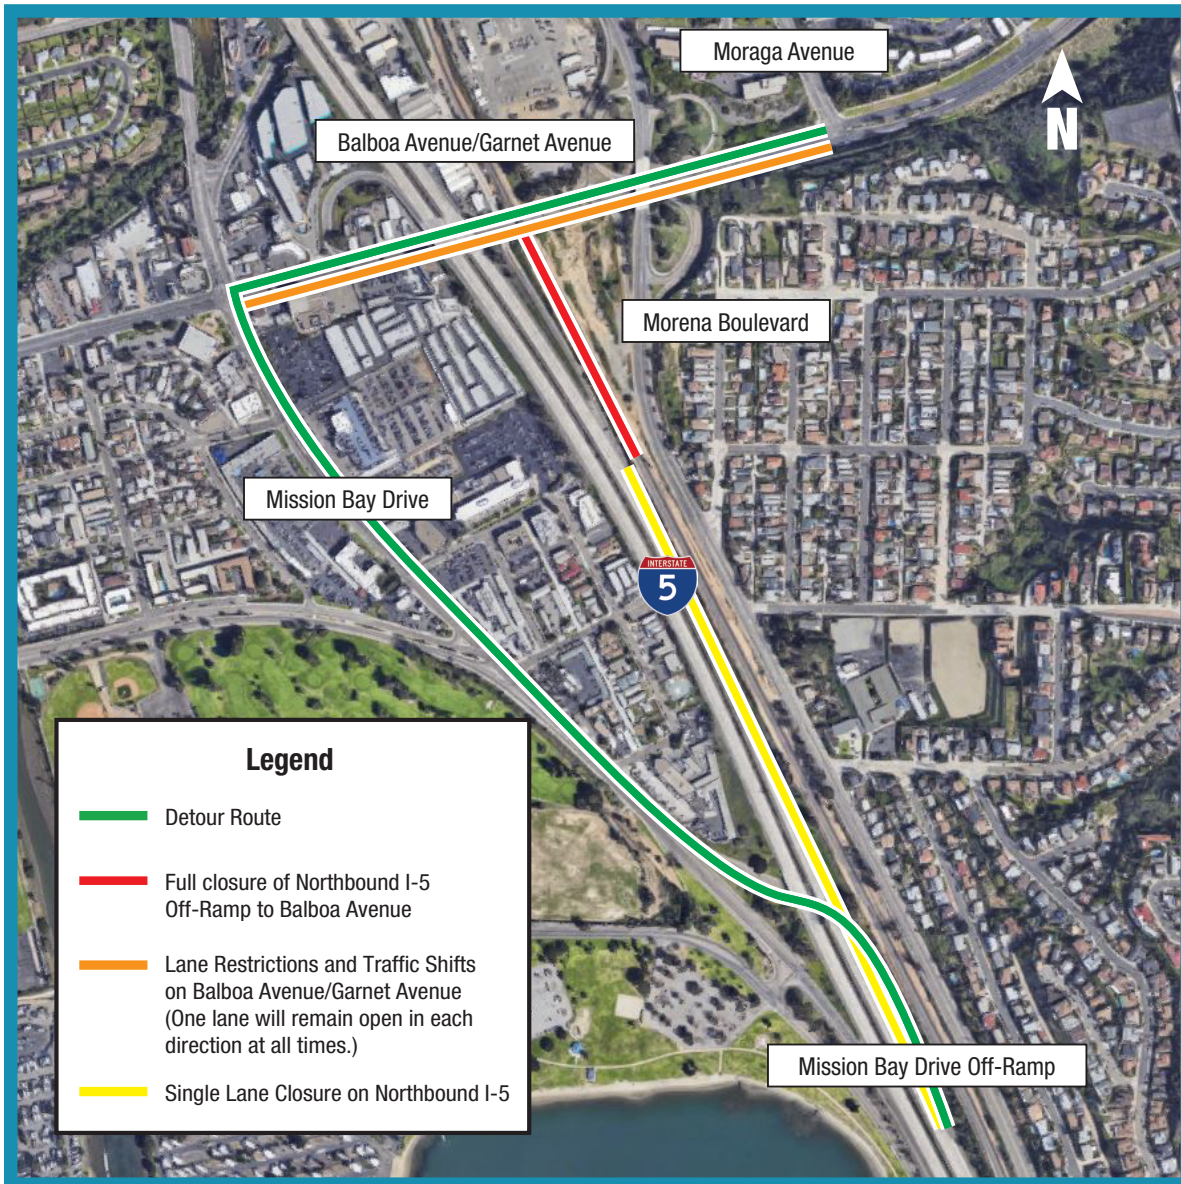 Moraga Avenue
Balboa Avenue/Garnet Avenue
N
Morena Boulevard
Mission Bay Drive
INTERSTATE
5
Legend
Detour Route
Full closure of Northbound I-5
Off-Ramp to Balboa Avenue
Lane Restrictions and Traffic Shifts
on Balboa Avenue/Garnet Avenue
(One lane will remain open in each
direction at all times.)
Single Lane Closure on Northbound I-5
Mission Bay Drive Off-Ramp